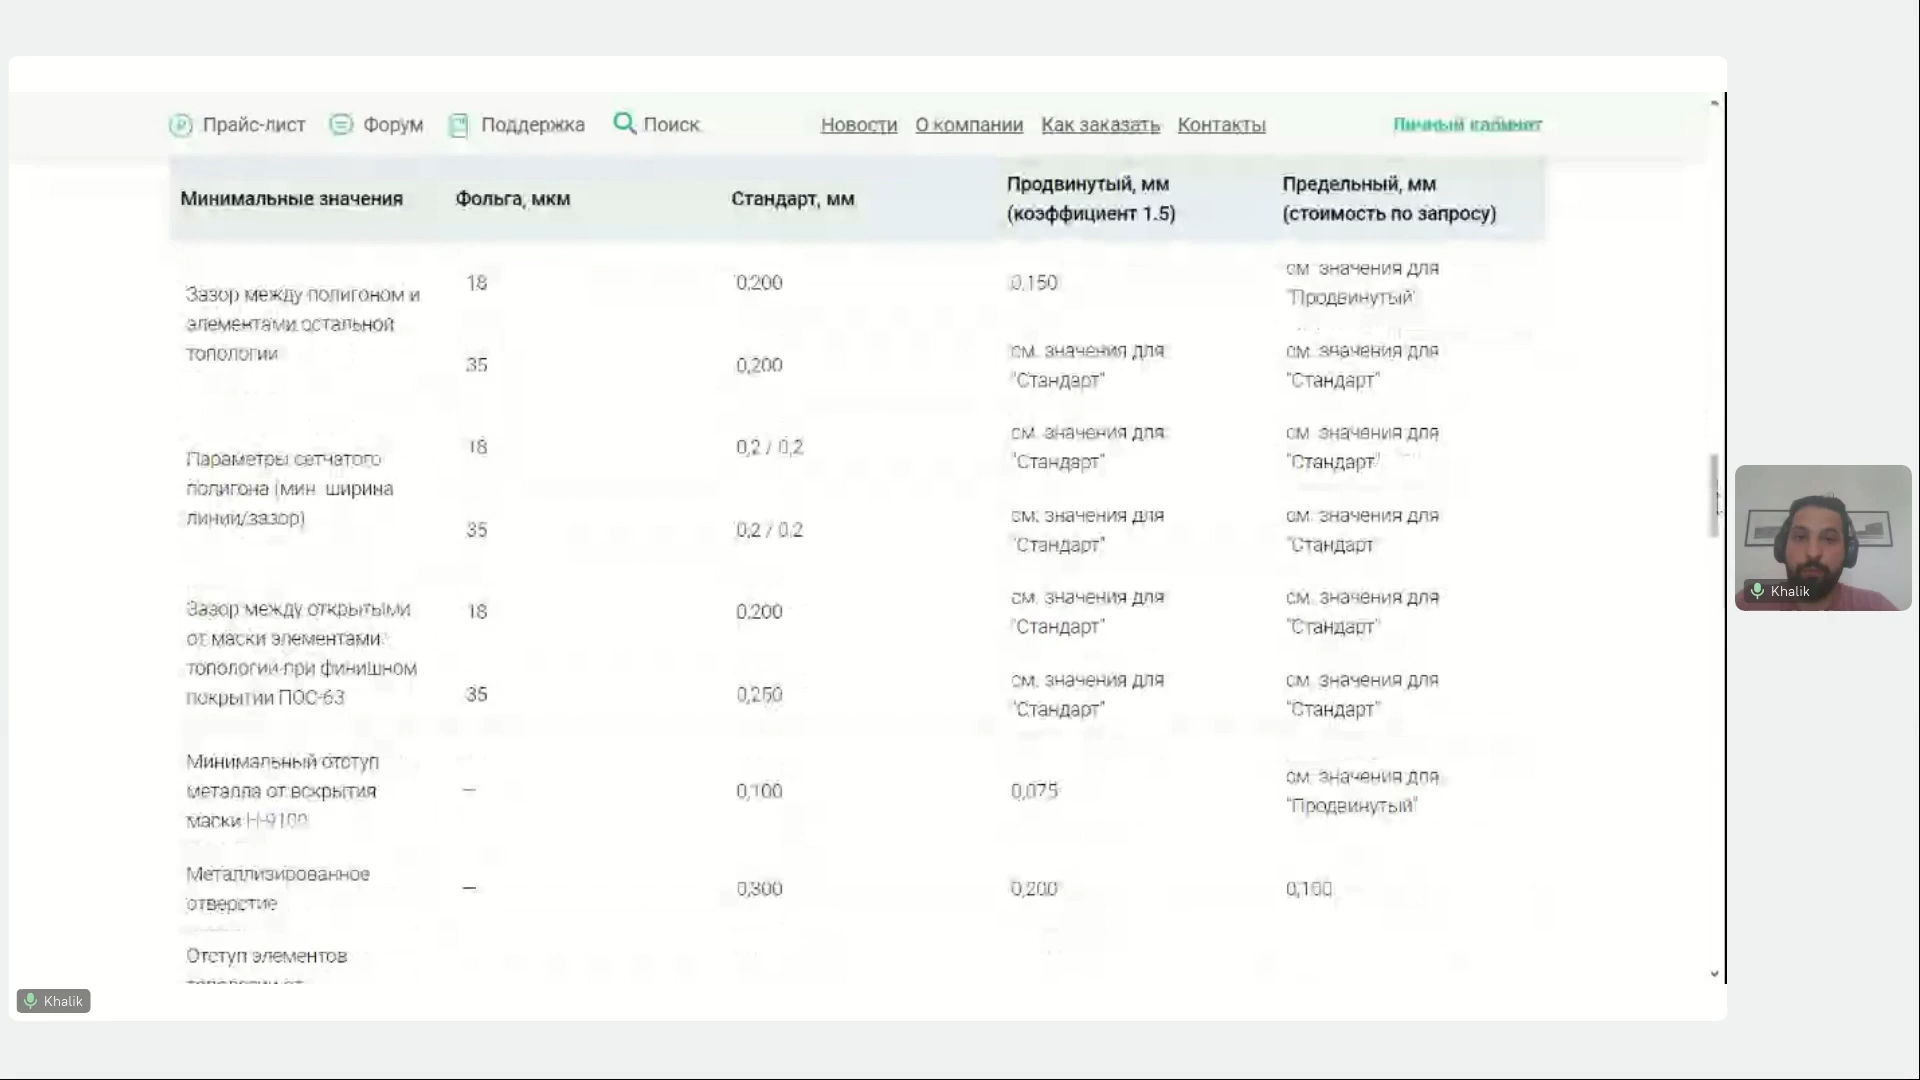 Прайс-лист Форум Поддержка Поиск Новости О компании Как заказать Контакты Личный кабинет
Минимальные значения Фольга, мкм Стандарт, мм Продвинутый, мм (коэффициент 1.5) Предельный, мм (стоимость по запросу)
Зазор между полигоном и
элементами остальной
топологии
18 0,200 0,150 см. значения для
"Продвинутый"
35 0,200 см. значения для
"Стандарт"
см. значения для
"Стандарт"
Параметры сетчатого
полигона (мин. ширина
линии/зазор)
18 0,2 / 0,2 см. значения для
"Стандарт"
см. значения для
"Стандарт"
35 0,2 / 0,2 см. значения для
"Стандарт"
см. значения для
"Стандарт"
Зазор между открытыми
от маски элементами
топологии при финишном
покрытии ПОС-63
18 0,200 см. значения для
"Стандарт"
см. значения для
"Стандарт"
35 0,250 см. значения для
"Стандарт"
см. значения для
"Стандарт"
Минимальный отступ
металла от вскрытия
маски H-9100
— 0,100 0,075 см. значения для
"Продвинутый"
Металлизированное
отверстие
— 0,300 0,200 0,100
Отступ элементов
Khalik
Khalik